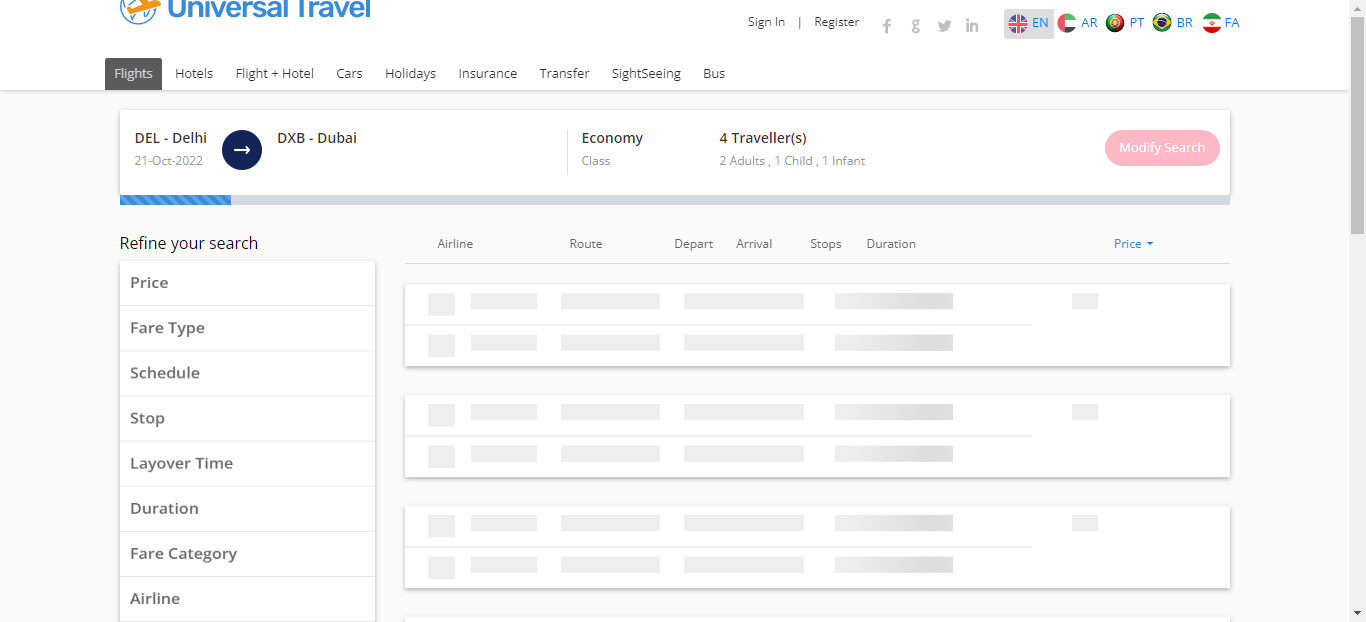 Universal Travel
Sign In | Register
EN AR PT BR FA
Flights Hotels Flight + Hotel Cars Holidays Insurance Transfer SightSeeing Bus
DEL - Delhi → DXB - Dubai Economy 4 Traveller(s)
21-Oct-2022 Class 2 Adults , 1 Child , 1 Infant
Modify Search
Refine your search
Airline Route Depart Arrival Stops Duration Price
Price
Fare Type
Schedule
Stop
Layover Time
Duration
Fare Category
Airline